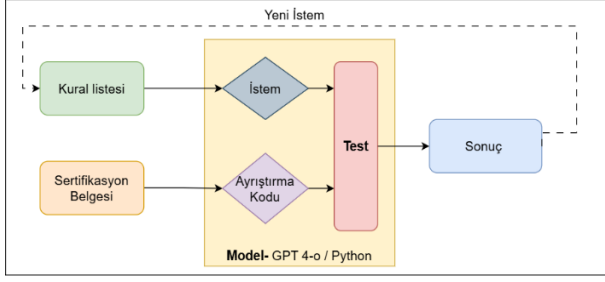 Yeni İstem
Kural listesi
İstem
Test
Sonuç
Sertifikasyon
Belgesi
Ayrıştırma
Kodu
Model- GPT 4-o / Python